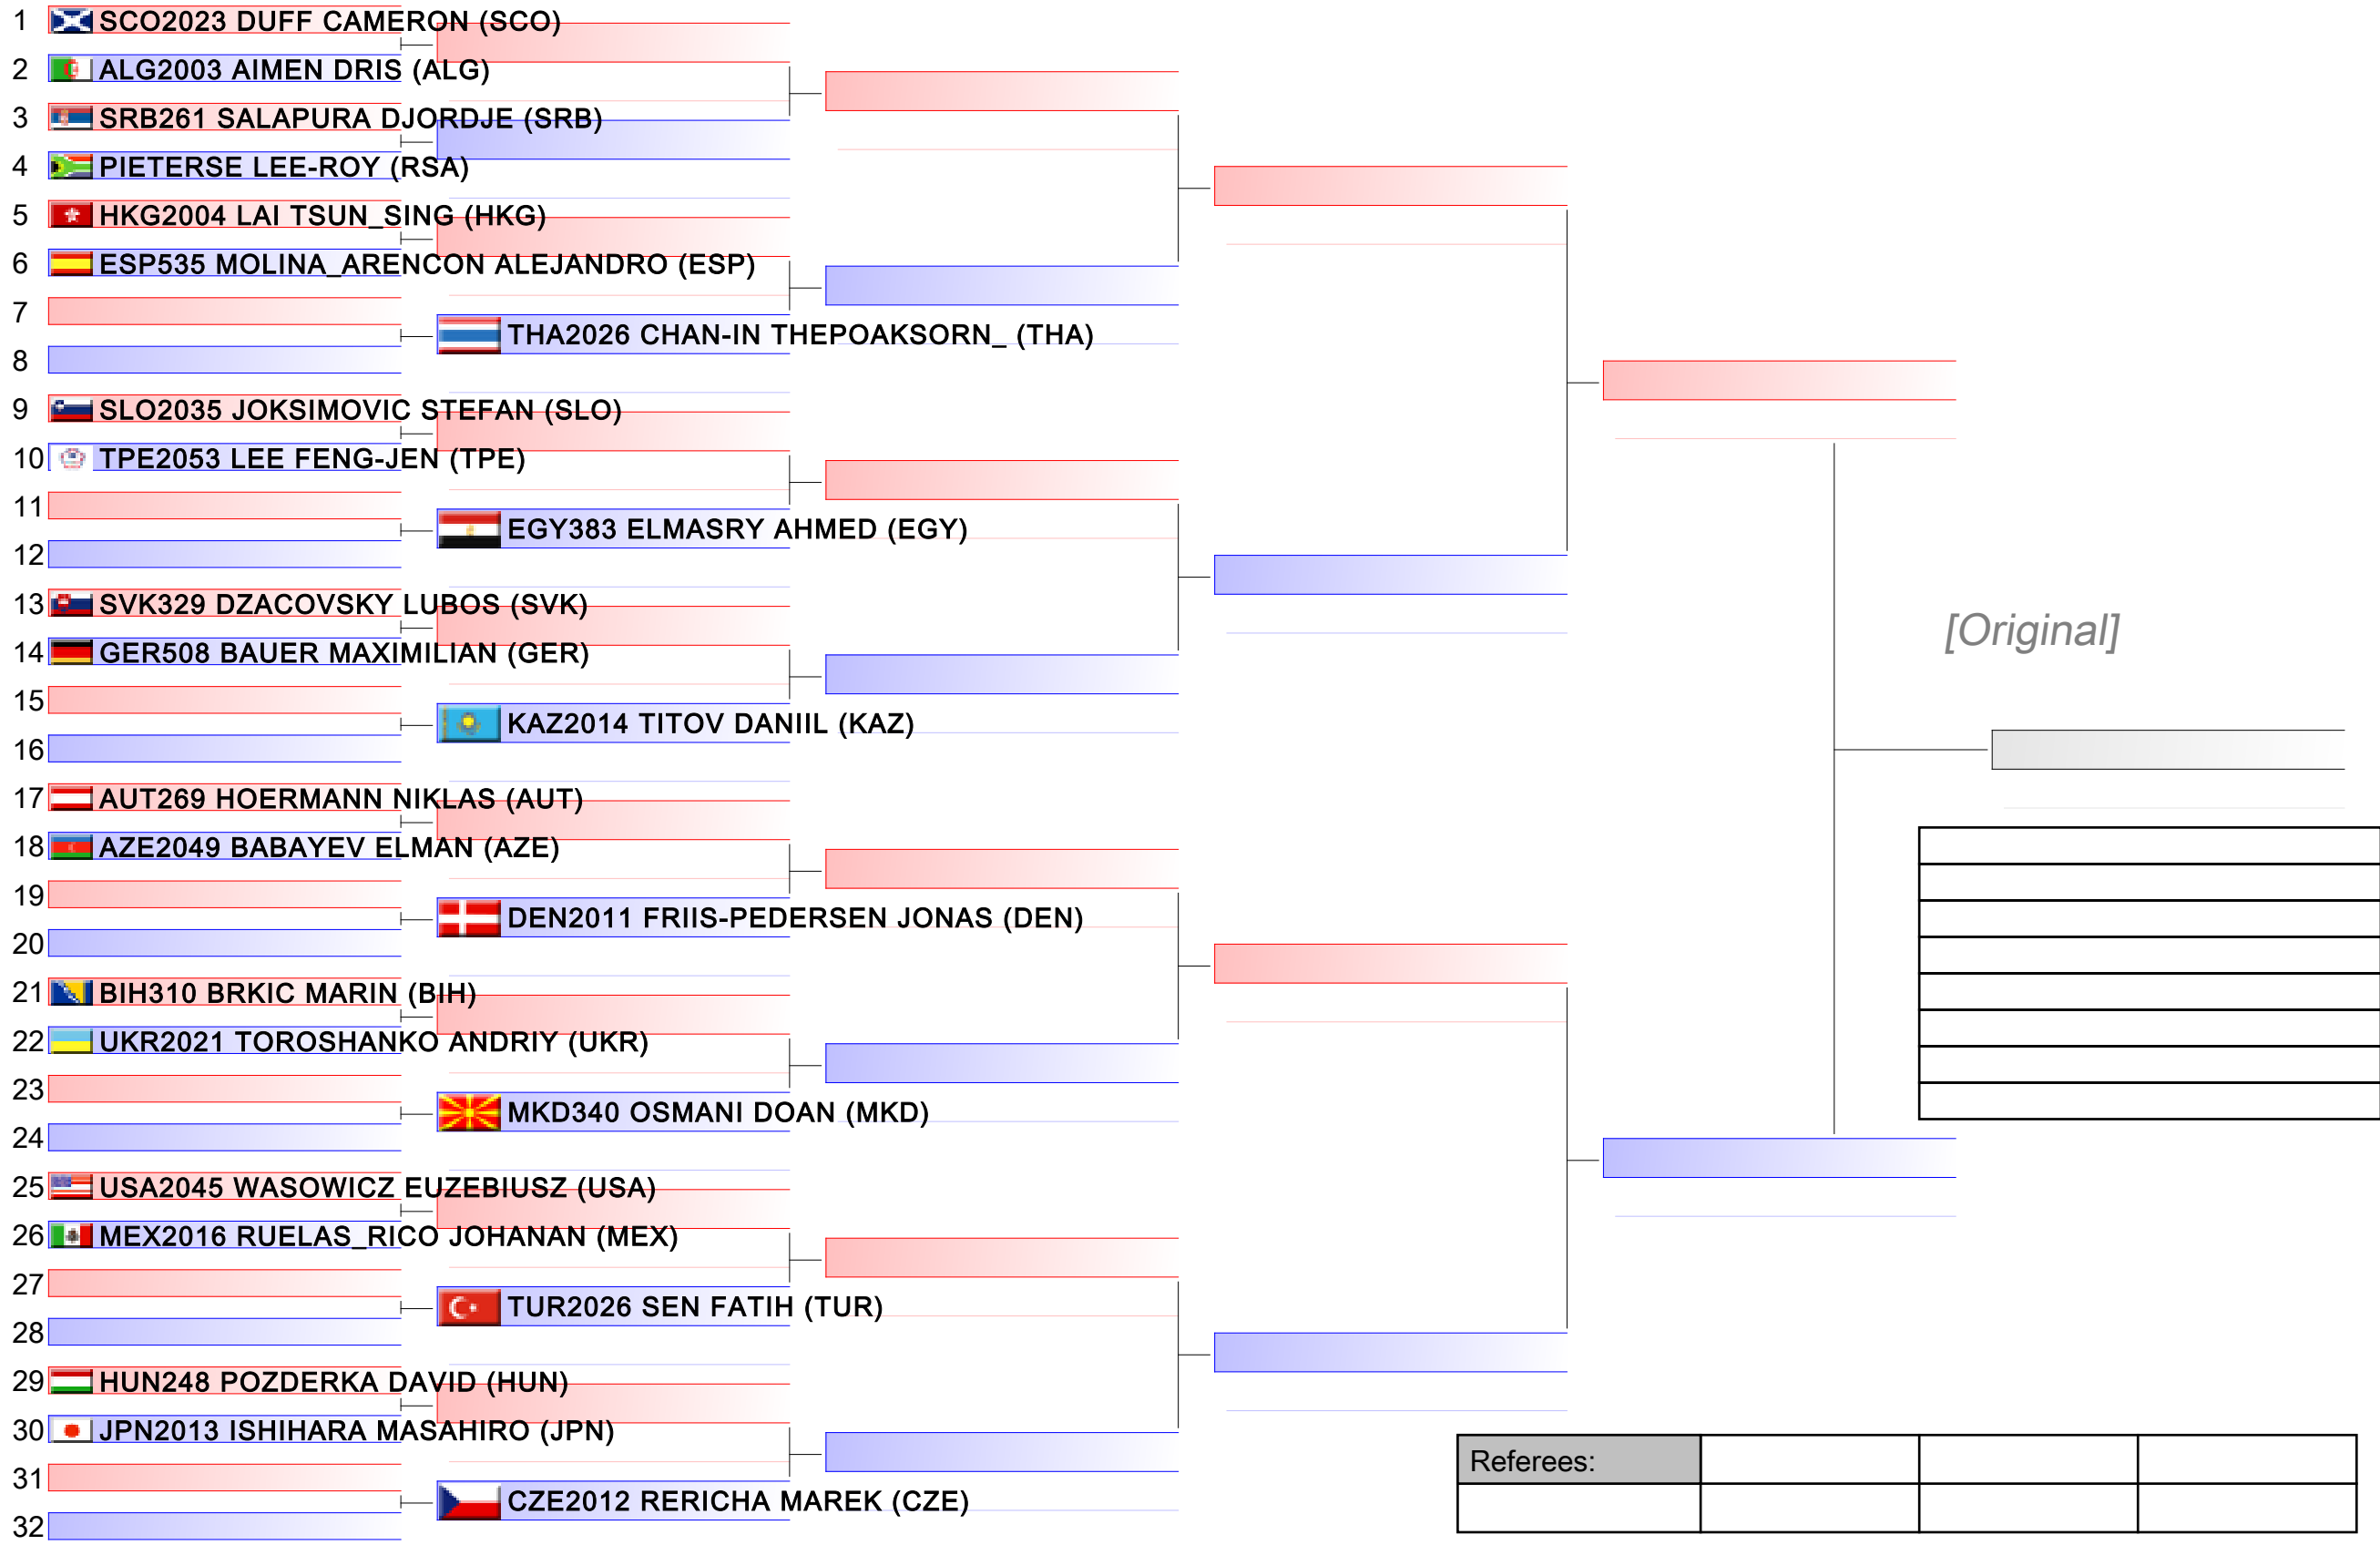 1 SCO2023 DUFF CAMERON (SCO)
2 ALG2003 AIMEN DRIS (ALG)
3 SRB261 SALAPURA DJORDJE (SRB)
4 PIETERSE LEE-ROY (RSA)
5 HKG2004 LAI TSUN_SING (HKG)
6 ESP535 MOLINA_ARENCON ALEJANDRO (ESP)
7
THA2026 CHAN-IN THEPOAKSORN_ (THA)
8
9 SLO2035 JOKSIMOVIC STEFAN (SLO)
10 TPE2053 LEE FENG-JEN (TPE)
11
EGY383 ELMASRY AHMED (EGY)
12
13 SVK329 DZACOVSKY LUBOS (SVK)
[Original]
14 GER508 BAUER MAXIMILIAN (GER)
15
KAZ2014 TITOV DANIIL (KAZ)
16
17 AUT269 HOERMANN NIKLAS (AUT)
18 AZE2049 BABAYEV ELMAN (AZE)
19
DEN2011 FRIIS-PEDERSEN JONAS (DEN)
20
21 BIH310 BRKIC MARIN (BIH)
22 UKR2021 TOROSHANKO ANDRIY (UKR)
23
MKD340 OSMANI DOAN (MKD)
24
25 USA2045 WASOWICZ EUZEBIUSZ (USA)
26 MEX2016 RUELAS_RICO JOHANAN (MEX)
27
TUR2026 SEN FATIH (TUR)
28
29 HUN248 POZDERKA DAVID (HUN)
30 JPN2013 ISHIHARA MASAHIRO (JPN)
Referees:
31
CZE2012 RERICHA MAREK (CZE)
32